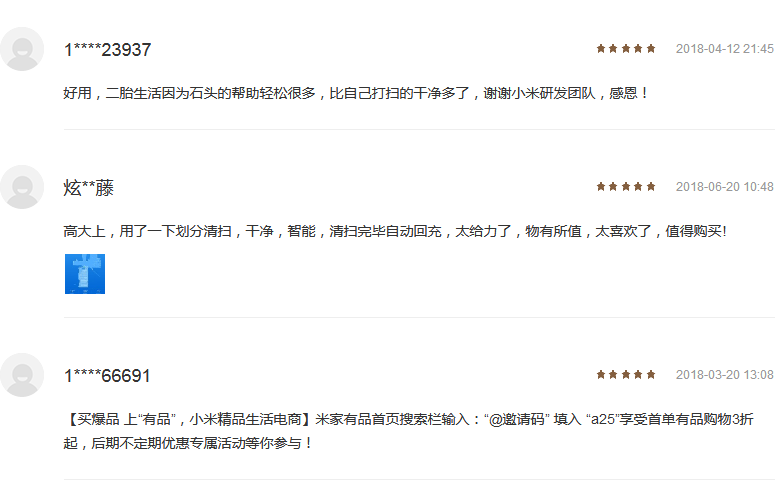 1****23937
2018-04-12 21:45
好用，二胎生活因为石头的帮助轻松很多，比自己打扫的干净多了，谢谢小米研发团队，感恩！
炫**藤
2018-06-20 10:48
高大上，用了一下划分清扫，干净，智能，清扫完毕自动回充，太给力了，物有所值，太喜欢了，值得购买!
1****66691
2018-03-20 13:08
【买爆品 上“有品”，小米精品生活电商】米家有品首页搜索栏输入：“@邀请码” 填入 “a25”享受首单有品购物3折
起，后期不定期优惠专属活动等你参与！